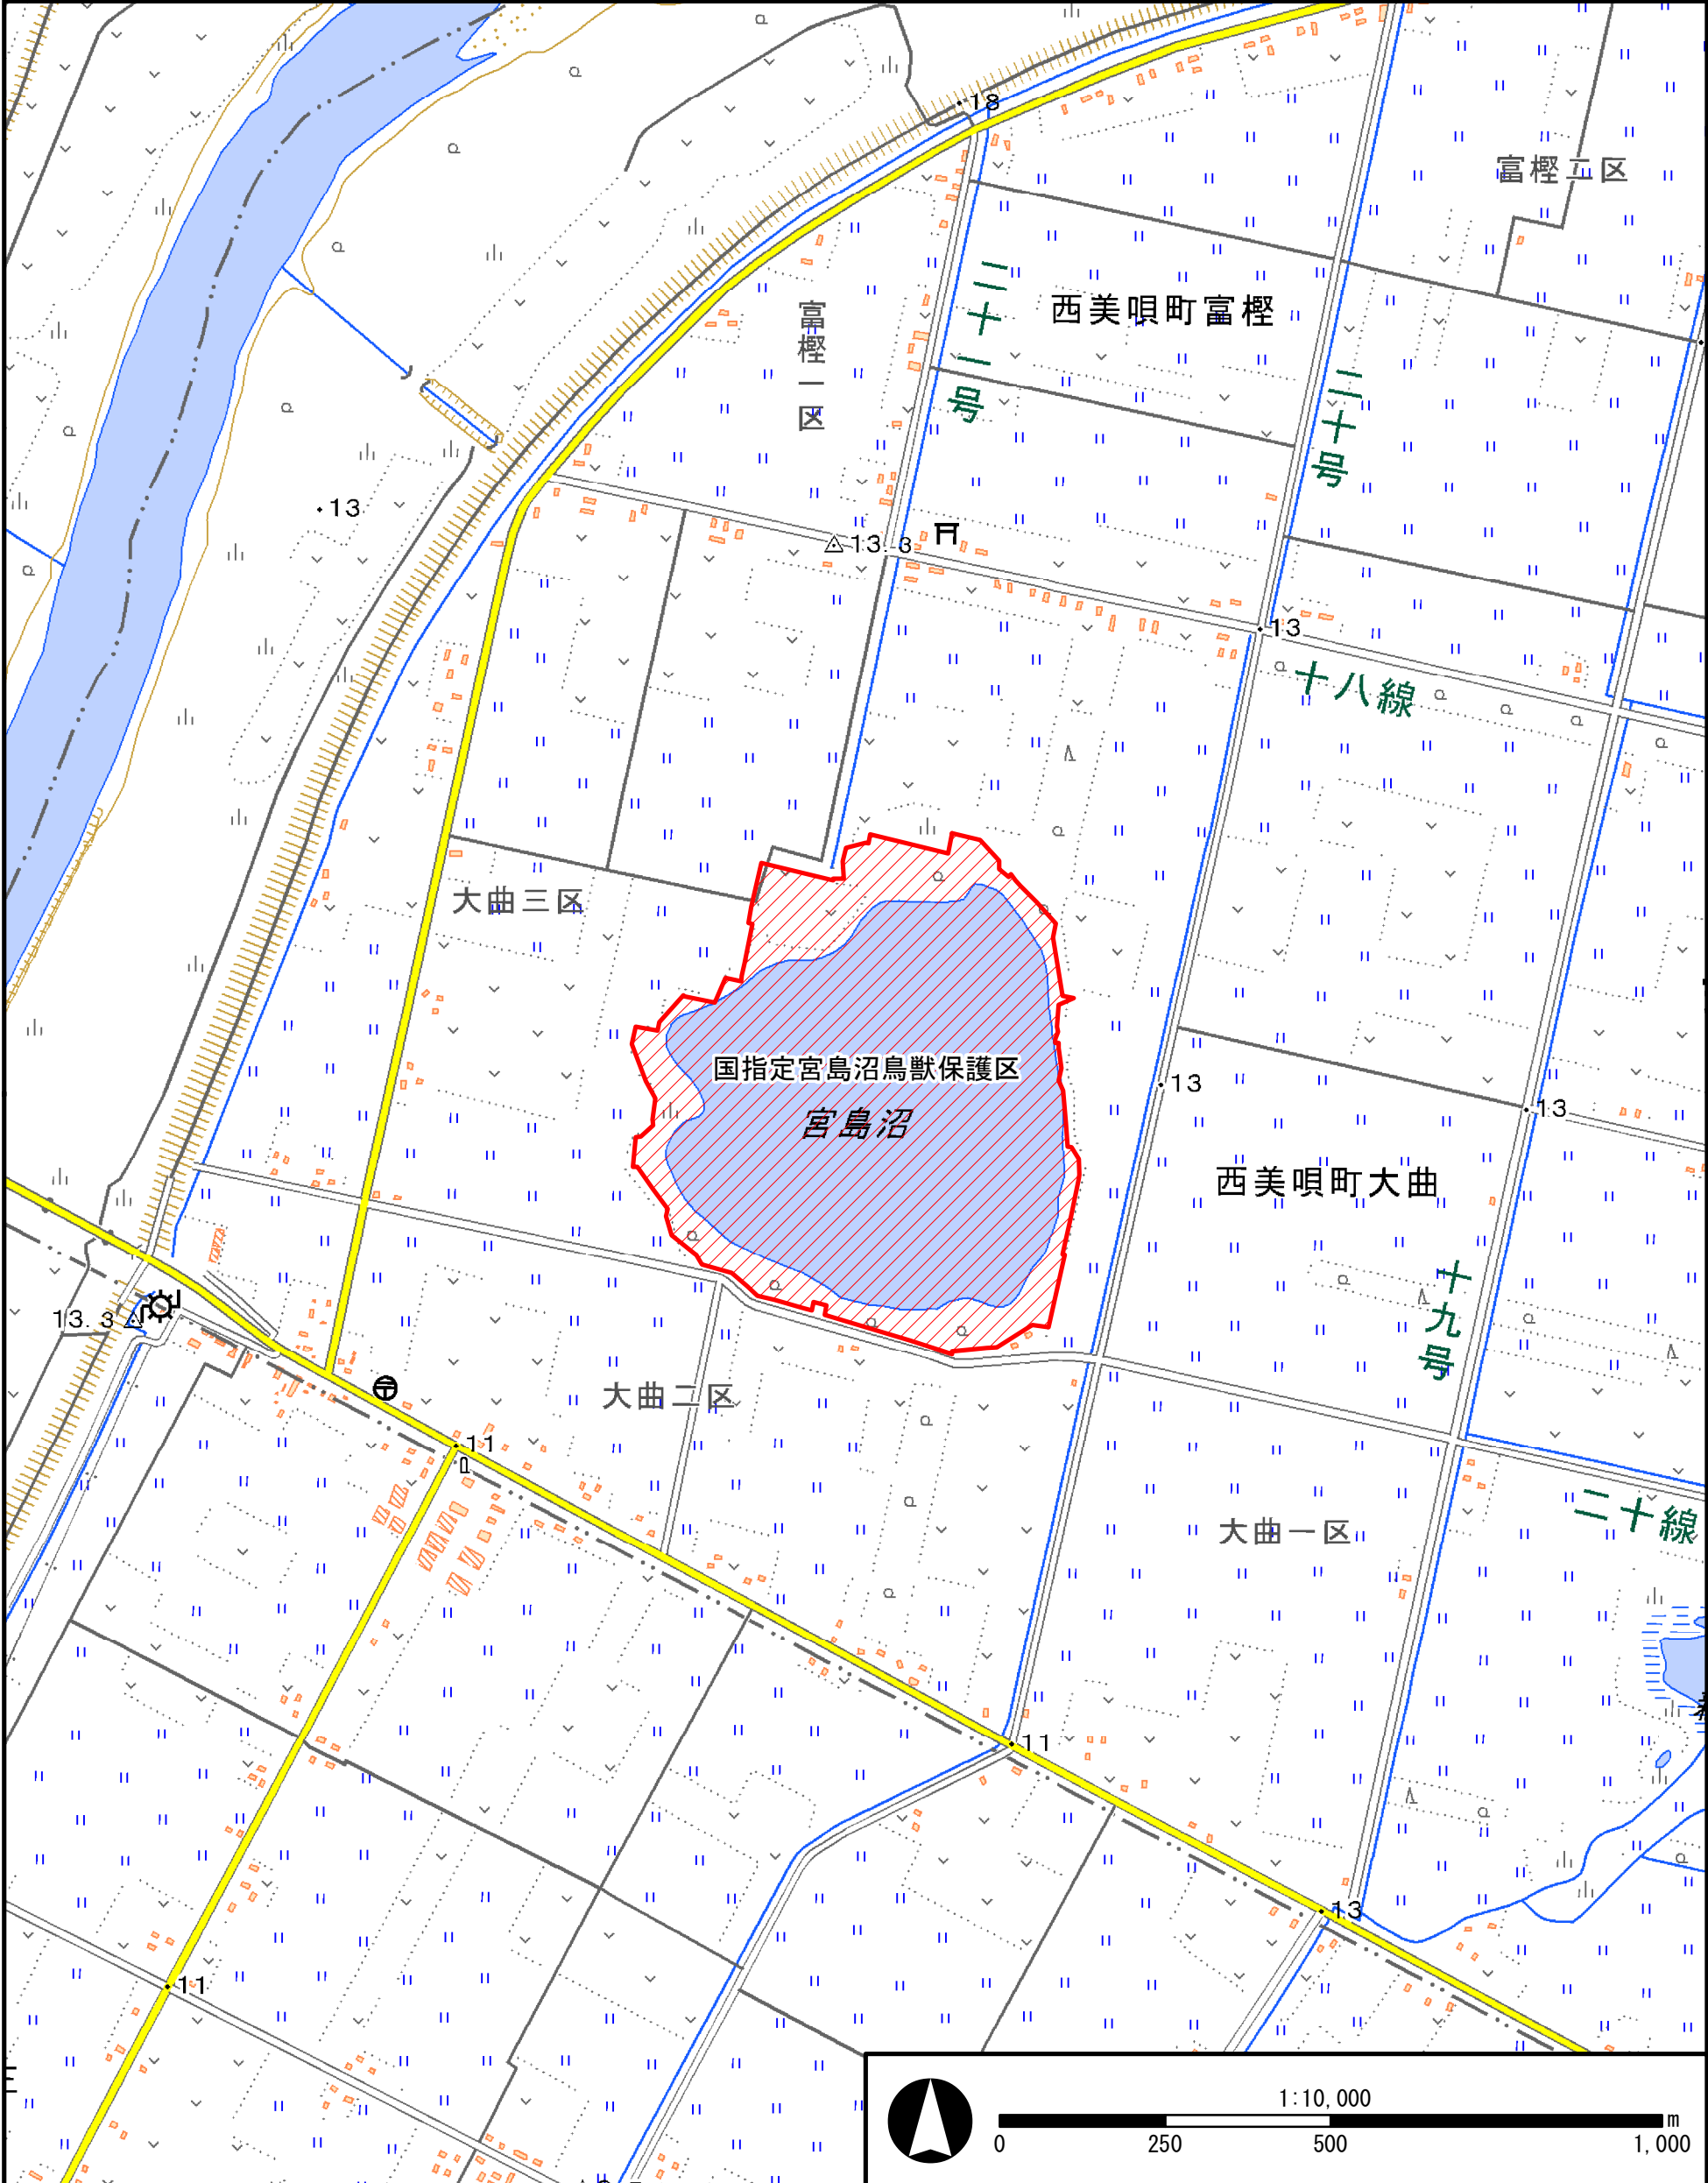 18
富樫二区
二十一号
西美唄町富樫
富樫一区
二十号
13
13.3
13
十八線
大曲三区
国指定宮島沼鳥獣保護区
宮島沼
13
13
西美唄町大曲
十九号
13.3
大曲二区
11
二十線
大曲一区
11
13
11
1:10,000
m
0 250 500 1,000